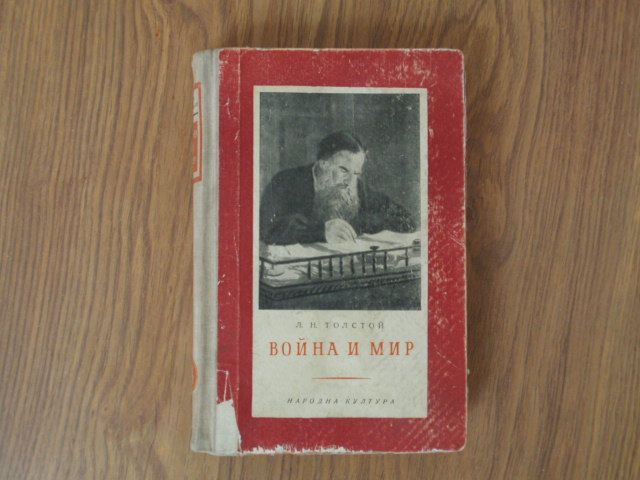 Л. Н. ТОЛСТОЙ
ВОЙНА И МИР
НАРОДНА КУЛТУРА